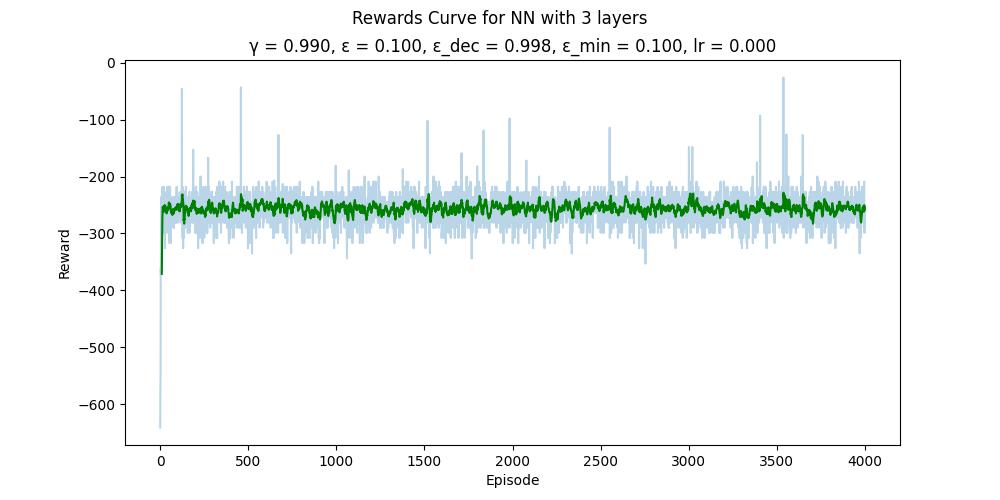 Rewards Curve for NN with 3 layers
γ = 0.990, ε = 0.100, ε_dec = 0.998, ε_min = 0.100, lr = 0.000
0
−100
−200
−300
−400
−500
−600
Reward
0 500 1000 1500 2000 2500 3000 3500 4000
Episode